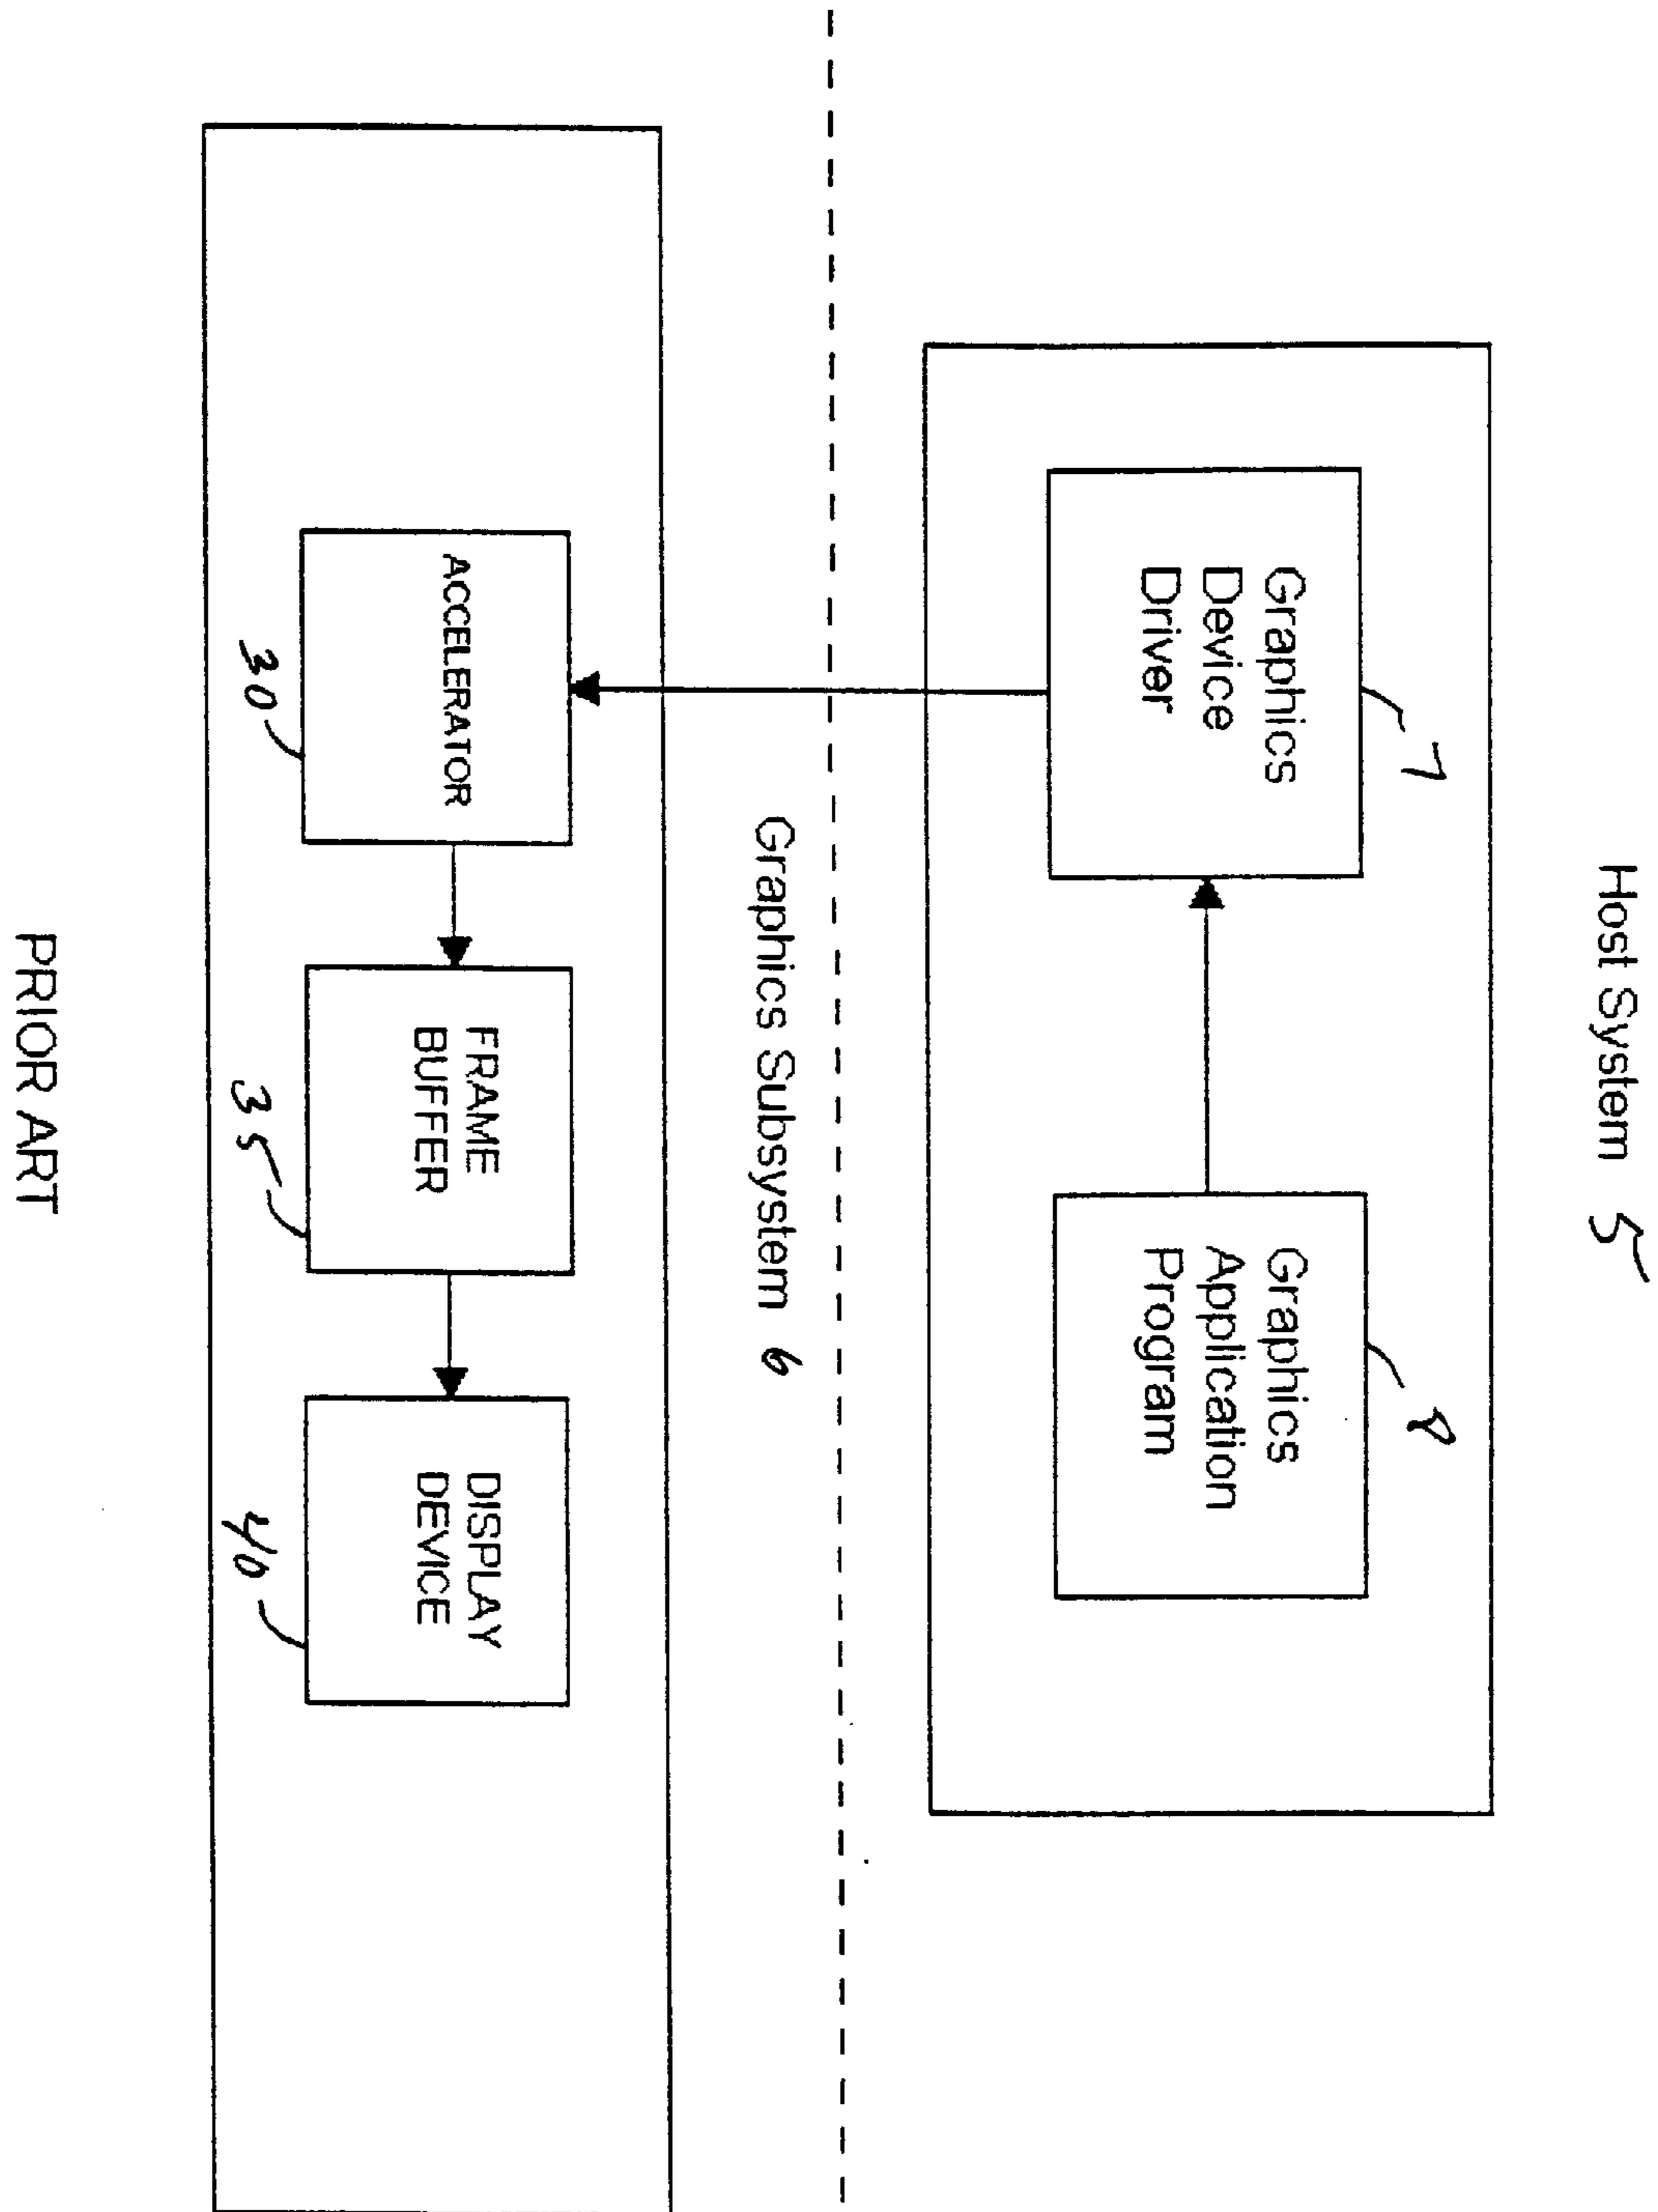 Host System 5
7
8
Graphics
Device
Driver
Graphics
Application
Program
Graphics Subsystem 6
ACCELERATOR
FRAME
BUFFER
DISPLAY
DEVICE
30
35
40
PRIOR ART